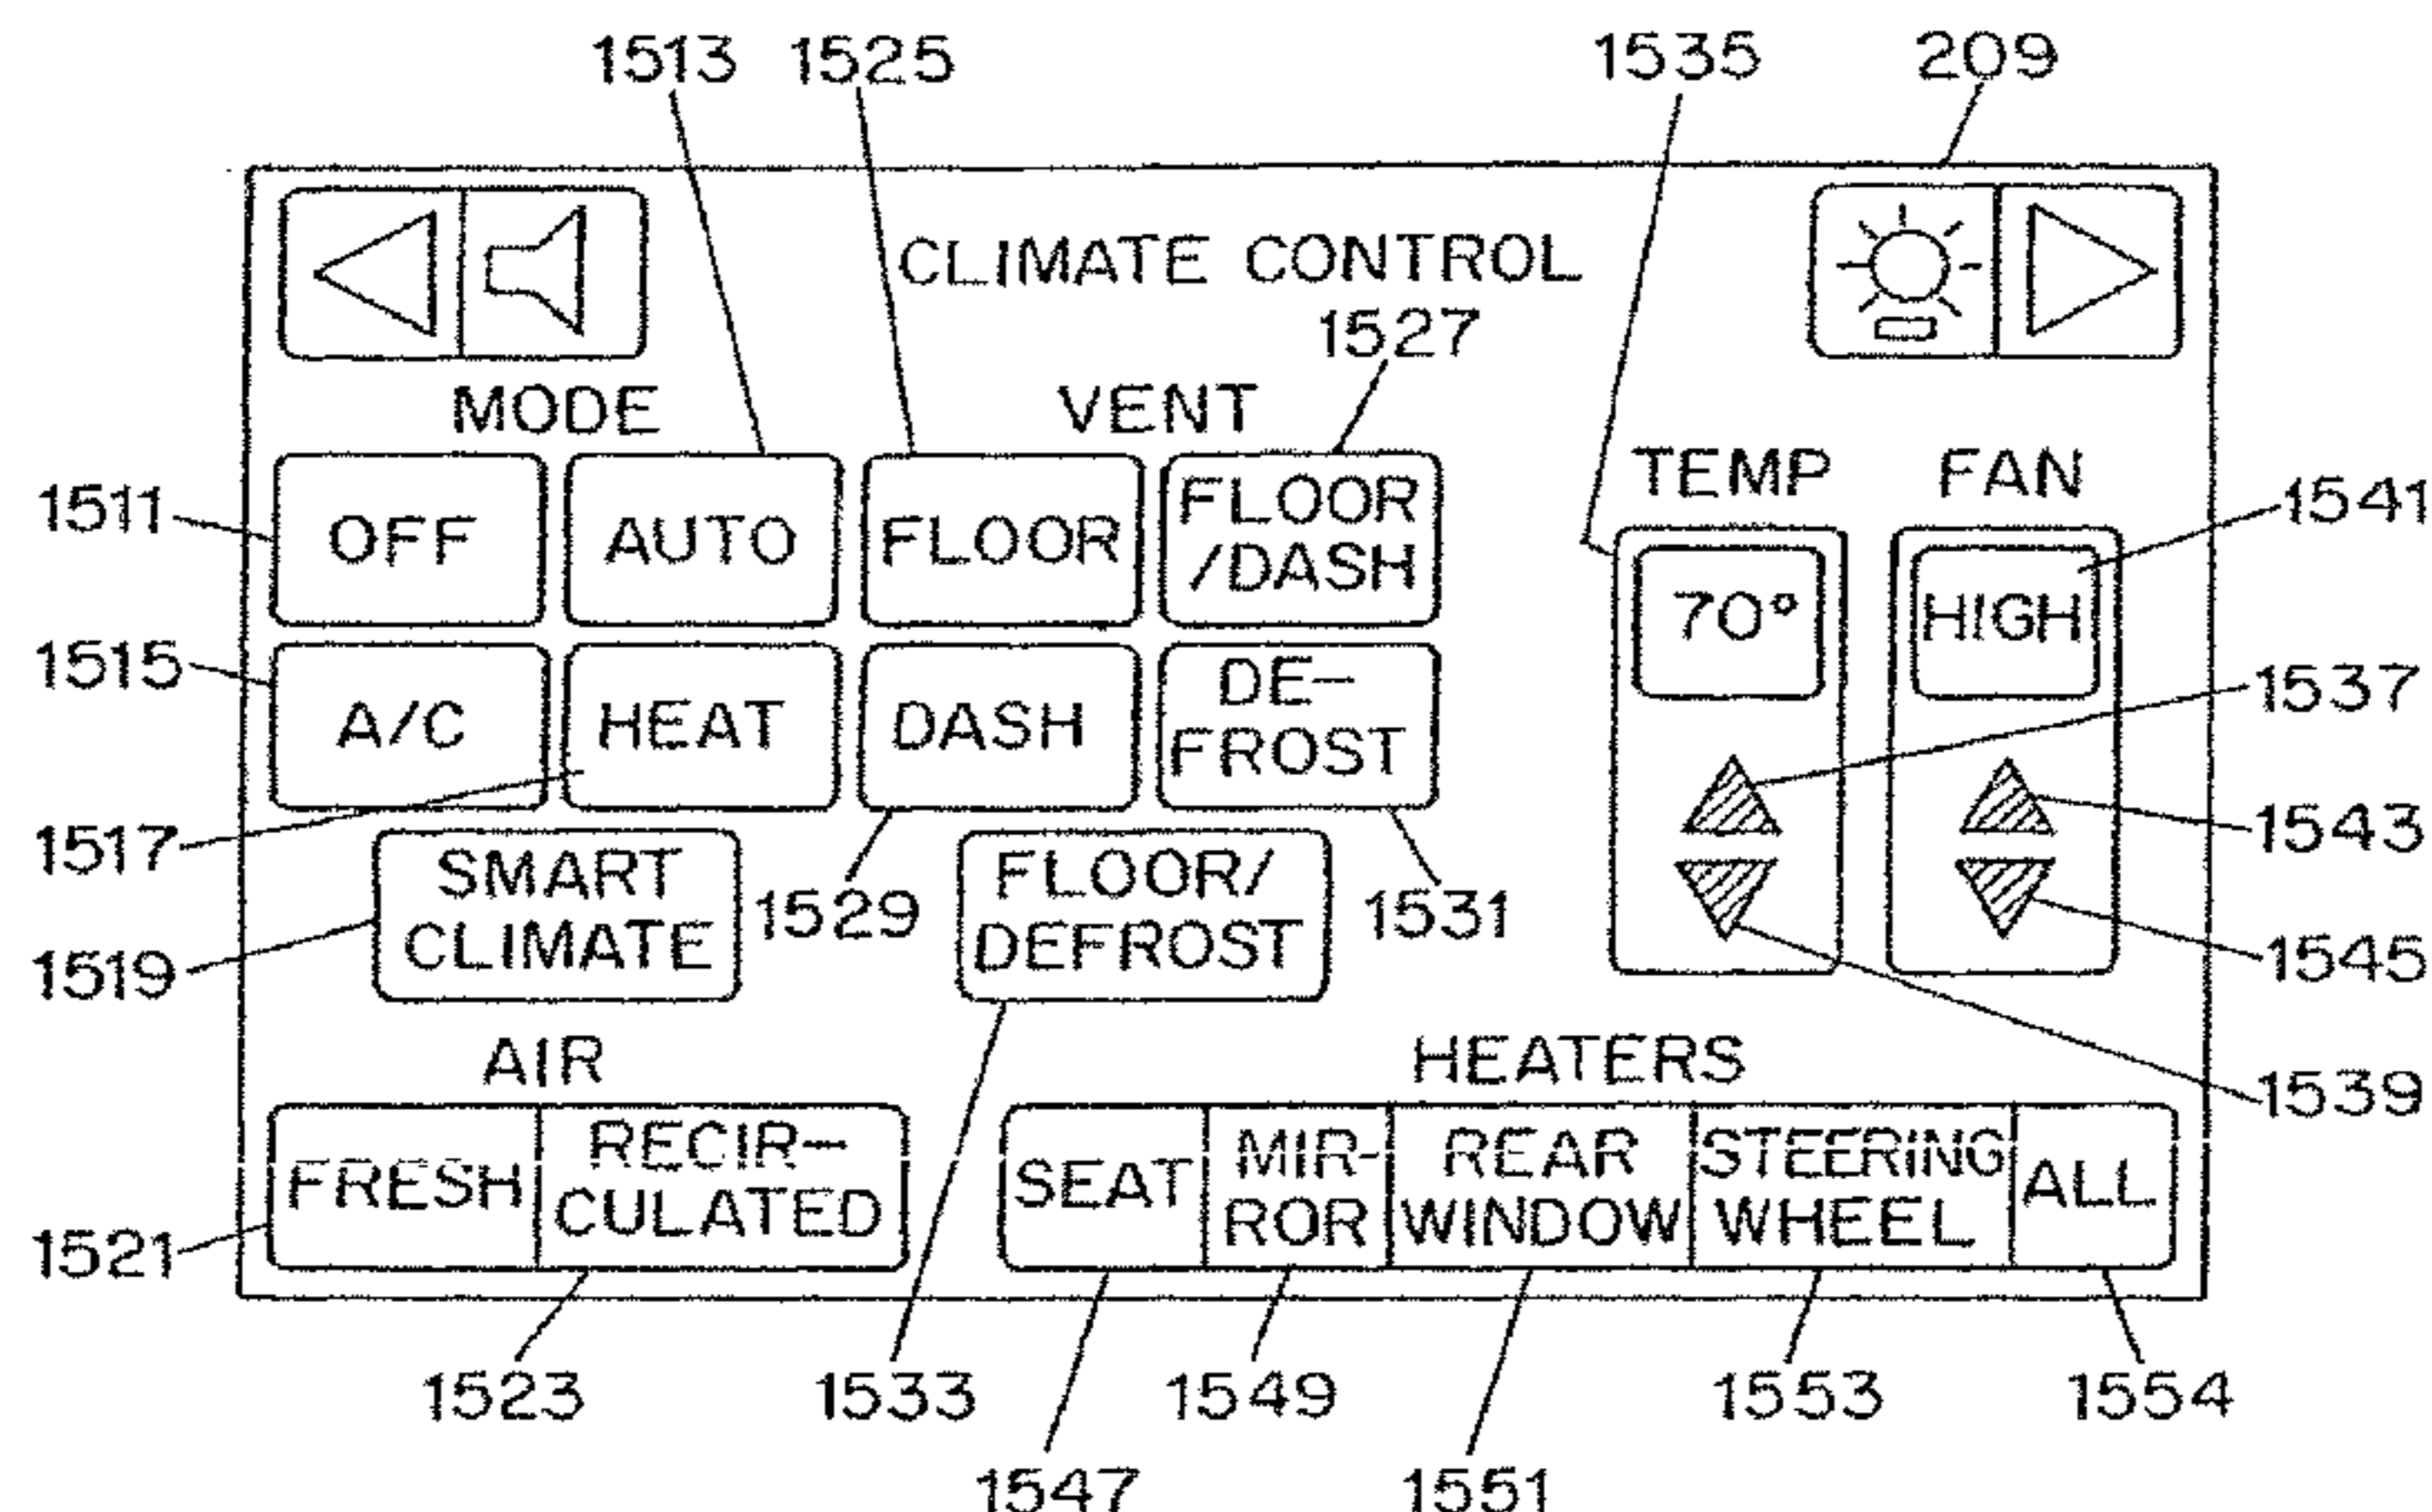 1513 1525 1535 209
CLIMATE CONTROL
1527
MODE VENT
TEMP FAN
1511 OFF AUTO FLOOR FLOOR
/DASH
70° HIGH 1541
1515 A/C HEAT DASH DE-
FROST
1537
1517 1543
SMART
CLIMATE
1529 FLOOR/
DEFROST
1531
1519 1545
AIR HEATERS
1539
FRESH RECIR-
CULATED
SEAT MIR-
ROR
REAR
WINDOW
STEERING
WHEEL
ALL
1521
1523 1533 1549 1553 1554
1547 1551